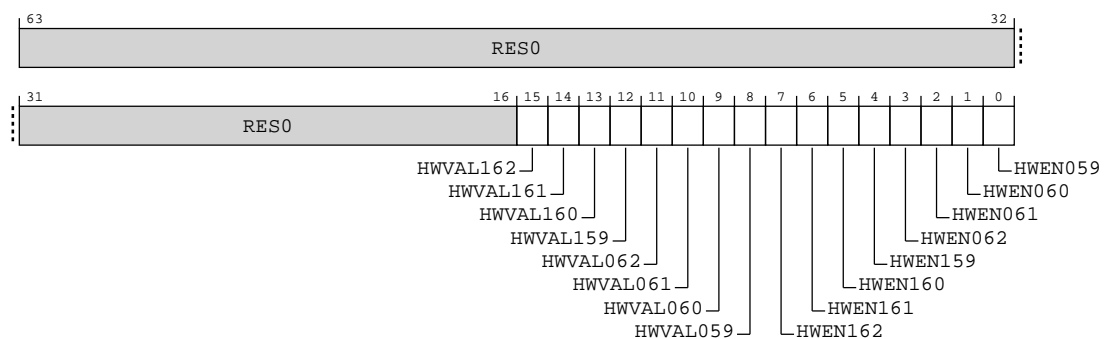 63 32
RES0
31 16 15 14 13 12 11 10 9 8 7 6 5 4 3 2 1 0
RES0
HWVAL162 HWEN059
HWVAL161 HWEN060
HWVAL160 HWEN061
HWVAL159 HWEN062
HWVAL062 HWEN159
HWVAL061 HWEN160
HWVAL060 HWEN161
HWVAL059 HWEN162